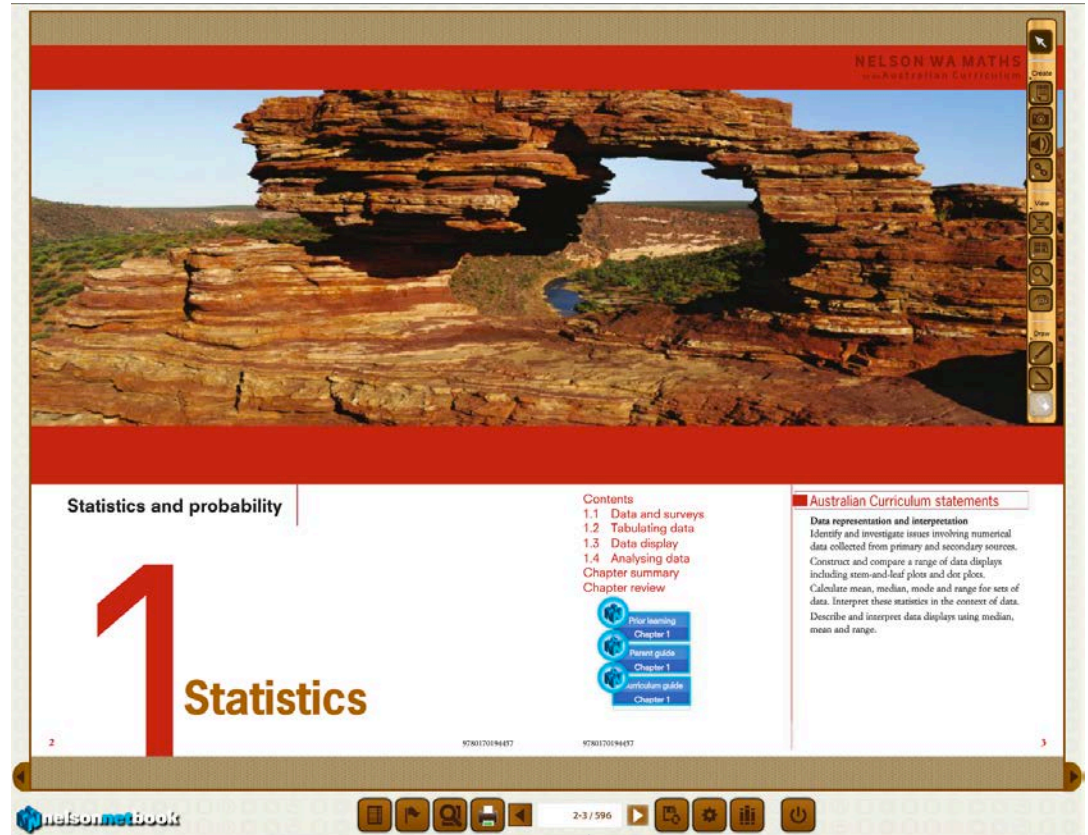 NELSON WA MATHS
for the Australian Curriculum
Create
View
Draw
Statistics and probability
1
Statistics
Contents
1.1 Data and surveys
1.2 Tabulating data
1.3 Data display
1.4 Analysing data
Chapter summary
Chapter review
Prior learning
Chapter 1
Parent guide
Chapter 1
Curriculum guide
Chapter 1
Australian Curriculum statements
Data representation and interpretation
Identify and investigate issues involving numerical
data collected from primary and secondary sources.
Construct and compare a range of data displays
including stem-and-leaf plots and dot plots.
Calculate mean, median, mode and range for sets of
data. Interpret these statistics in the context of data.
Describe and interpret data displays using median,
mean and range.
2
9780170194457
9780170194457
3
nelsonnetbook
2-3 / 596